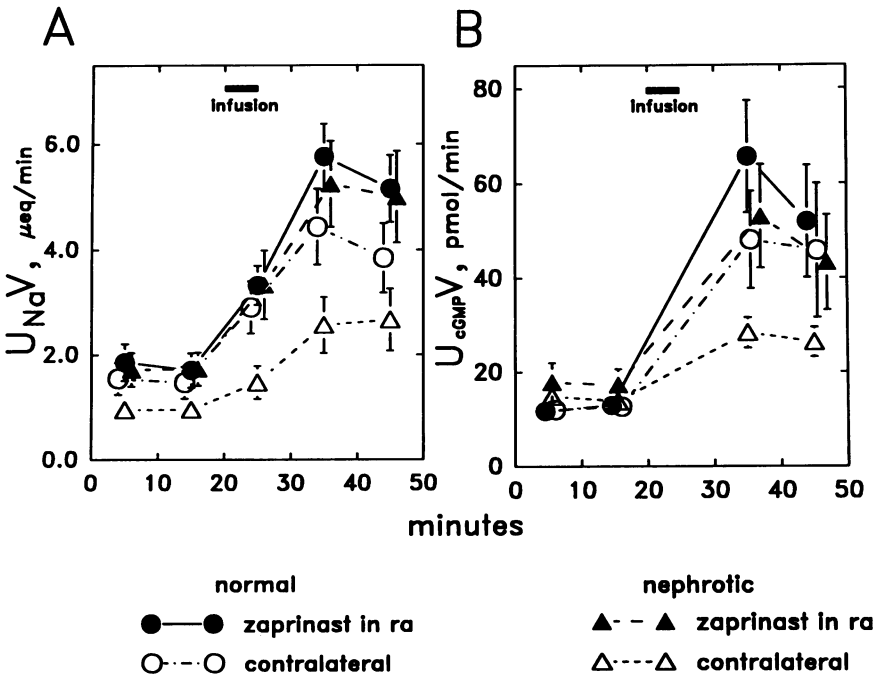 A
B
U_NaV, μeq/min
6.0
4.0
2.0
0.0
infusion
0 10 20 30 40 50
U_cGMPV, pmol/min
80
60
40
20
0
infusion
0 10 20 30 40 50
minutes
normal
zaprinast in ra
contralateral
nephrotic
zaprinast in ra
contralateral